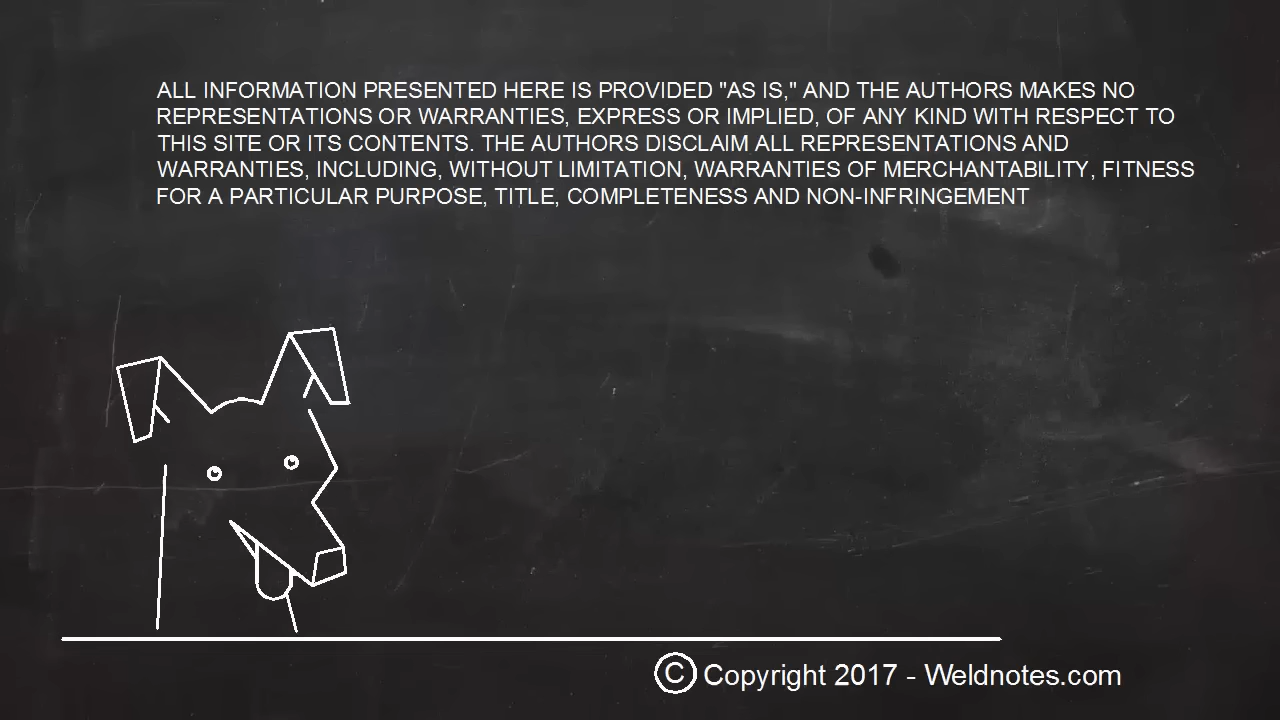 ALL INFORMATION PRESENTED HERE IS PROVIDED "AS IS," AND THE AUTHORS MAKES NO
REPRESENTATIONS OR WARRANTIES, EXPRESS OR IMPLIED, OF ANY KIND WITH RESPECT TO
THIS SITE OR ITS CONTENTS. THE AUTHORS DISCLAIM ALL REPRESENTATIONS AND
WARRANTIES, INCLUDING, WITHOUT LIMITATION, WARRANTIES OF MERCHANTABILITY, FITNESS
FOR A PARTICULAR PURPOSE, TITLE, COMPLETENESS AND NON-INFRINGEMENT
© Copyright 2017 - Weldnotes.com